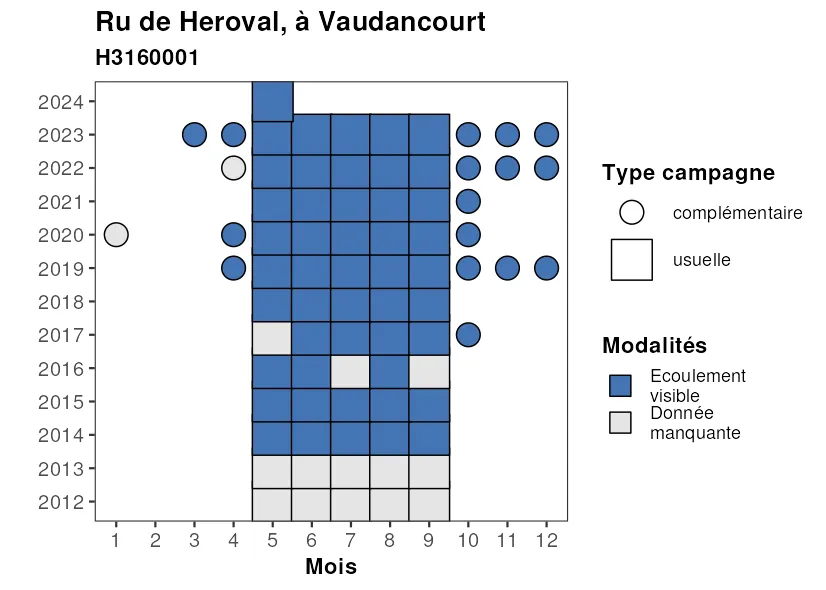 Ru de Heroval, à Vaudancourt
H3160001
2024
2023
2022
2021
2020
2019
2018
2017
2016
2015
2014
2013
2012
1 2 3 4 5 6 7 8 9 10 11 12
Mois
Type campagne
complémentaire
usuelle
Modalités
Ecoulement
visible
Donnée
manquante